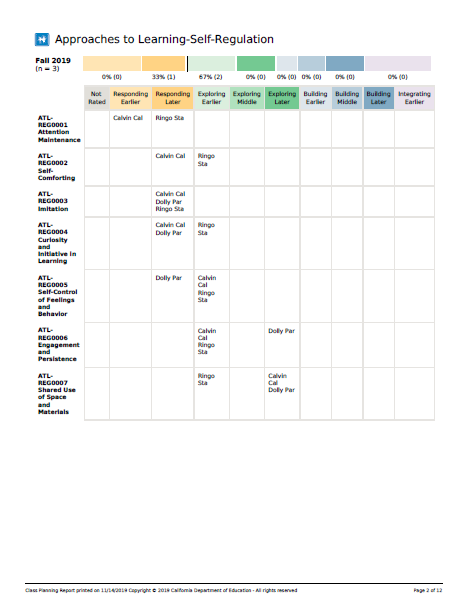 Approaches to Learning-Self-Regulation
Fall 2019
(n = 3)
0% (0) 33% (1) 67% (2) 0% (0) 0% (0) 0% (0) 0% (0) 0% (0)
Not Rated Responding Earlier Responding Later Exploring Earlier Exploring Middle Exploring Later Building Earlier Building Middle Building Later Integrating Earlier
ATL-
REG0001
Attention
Maintenance
Calvin Cal
Ringo Sta
ATL-
REG0002
Self-
Comforting
Calvin Cal
Ringo
Sta
ATL-
REG0003
Imitation
Calvin Cal
Dolly Par
Ringo Sta
ATL-
REG0004
Curiosity
and
Initiative In
Learning
Calvin Cal
Dolly Par
Ringo
Sta
ATL-
REG0005
Self-Control
of Feelings
and
Behavior
Dolly Par
Calvin
Cal
Ringo
Sta
ATL-
REG0006
Engagement
and
Persistence
Calvin
Cal
Ringo
Sta
Dolly Par
ATL-
REG0007
Shared Use
of Space
and
Materials
Ringo
Sta
Calvin
Cal
Dolly Par
Class Planning Report printed on 11/14/2019 Copyright © 2019 California Department of Education - All rights reserved
Page 2 of 12